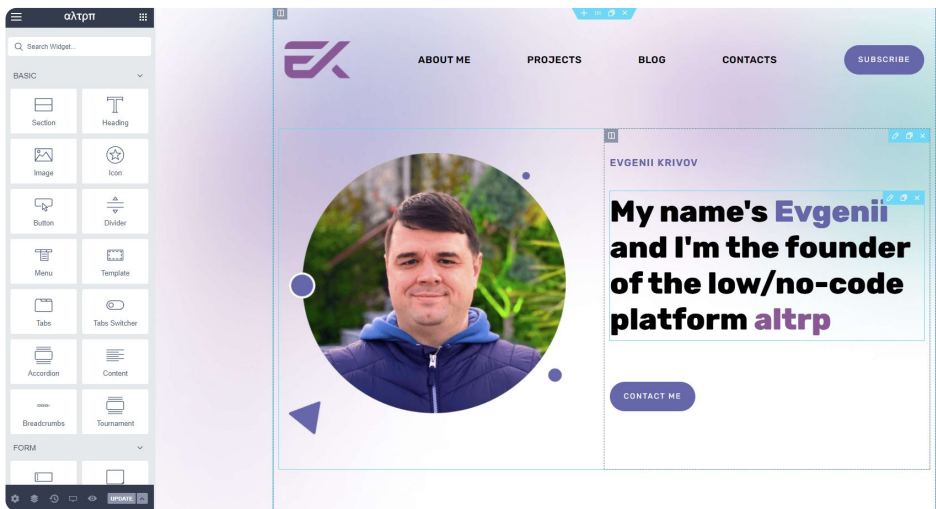 αλτρπ
Search Widget...
BASIC
Section
Heading
Image
Icon
Button
Divider
Menu
Template
Tabs
Tabs Switcher
Accordion
Content
Breadcrumbs
Tournament
FORM
UPDATE
EK
ABOUT ME
PROJECTS
BLOG
CONTACTS
SUBSCRIBE
EVGENII KRIVOV
My name's Evgenii
and I'm the founder
of the low/no-code
platform altrp
CONTACT ME